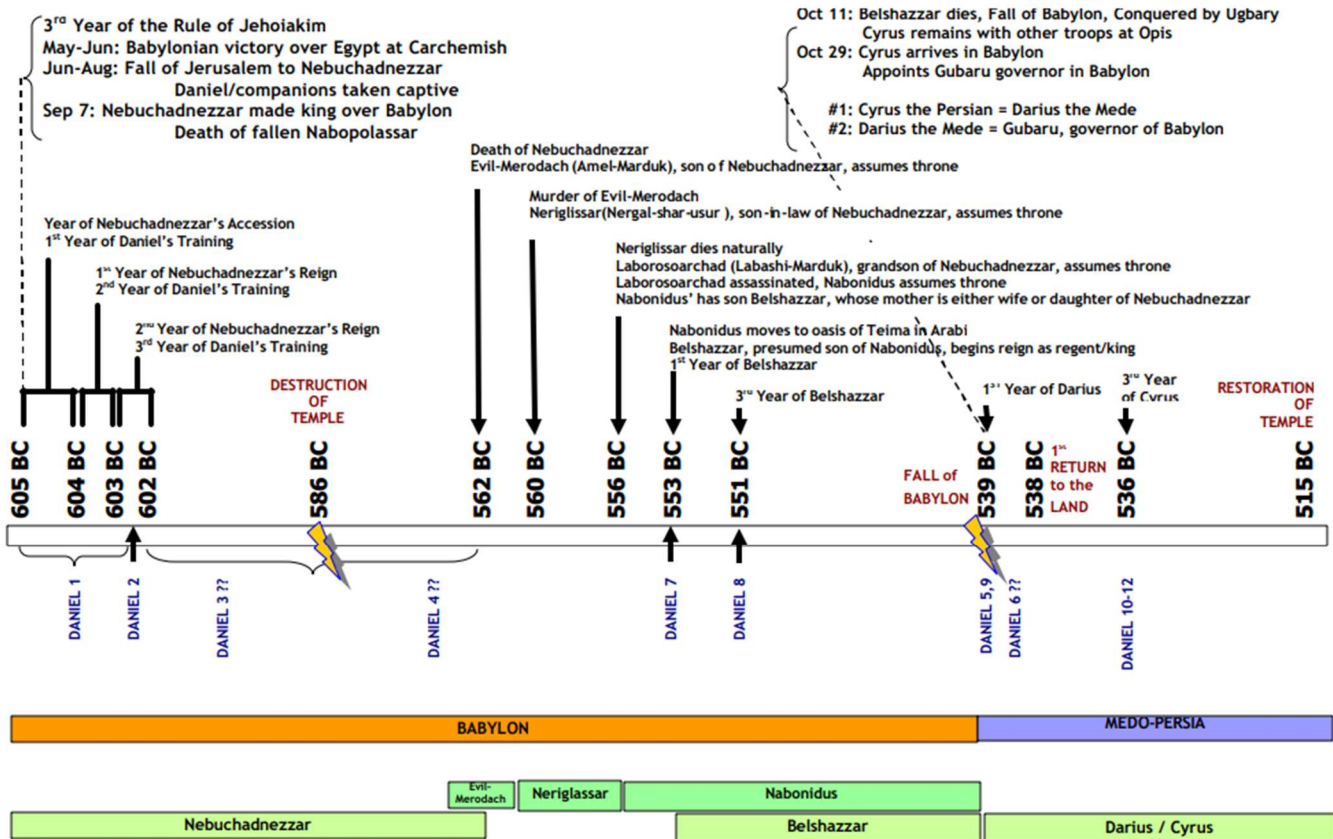 3rd Year of the Rule of Jehoiakim
May-Jun: Babylonian victory over Egypt at Carchemish
Jun-Aug: Fall of Jerusalem to Nebuchadnezzar
Daniel/companions taken captive
Sep 7: Nebuchadnezzar made king over Babylon
Death of fallen Nabopolassar
Oct 11: Belshazzar dies, Fall of Babylon, Conquered by Ugbary
Cyrus remains with other troops at Opis
Oct 29: Cyrus arrives in Babylon
Appoints Gubaru governor in Babylon
#1: Cyrus the Persian = Darius the Mede
#2: Darius the Mede = Gubaru, governor of Babylon
Death of Nebuchadnezzar
Evil-Merodach (Amel-Marduk), son of Nebuchadnezzar, assumes throne
Murder of Evil-Merodach
Neriglissar(Nergal-shar-usur ), son-in-law of Nebuchadnezzar, assumes throne
Year of Nebuchadnezzar's Accession
1st Year of Daniel's Training
1st Year of Nebuchadnezzar's Reign
2nd Year of Daniel's Training
2nd Year of Nebuchadnezzar's Reign
3rd Year of Daniel's Training
Neriglissar dies naturally
Laborosoarchad (Labashi-Marduk), grandson of Nebuchadnezzar, assumes throne
Laborosoarchad assassinated, Nabonidus assumes throne
Nabonidus' has son Belshazzar, whose mother is either wife or daughter of Nebuchadnezzar
Nabonidus moves to oasis of Teima in Arabi
Belshazzar, presumed son of Nabonidus, begins reign as regent/king
1st Year of Belshazzar
3rd Year of Belshazzar
1st Year of Darius
3rd Year
of Cyrus
DESTRUCTION
OF
TEMPLE
RESTORATION
OF
TEMPLE
FALL of
BABYLON
1st
RETURN
to the
LAND
605 BC
604 BC
603 BC
602 BC
586 BC
562 BC
560 BC
556 BC
553 BC
551 BC
539 BC
538 BC
536 BC
515 BC
DANIEL 1
DANIEL 2
DANIEL 3 ??
DANIEL 4 ??
DANIEL 7
DANIEL 8
DANIEL 5,9
DANIEL 6 ??
DANIEL 10-12
BABYLON
MEDO-PERSIA
Evil-
Merodach
Neriglassar
Nabonidus
Nebuchadnezzar
Belshazzar
Darius / Cyrus